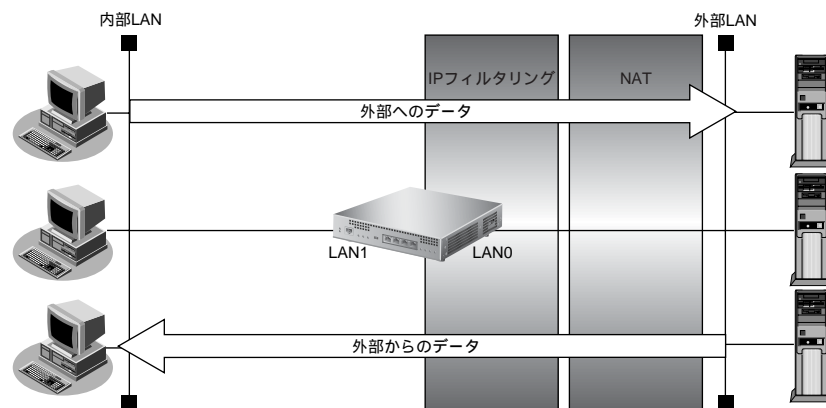 内部LAN
外部LAN
IPフィルタリング
NAT
外部へのデータ
LAN1
LAN0
外部からのデータ